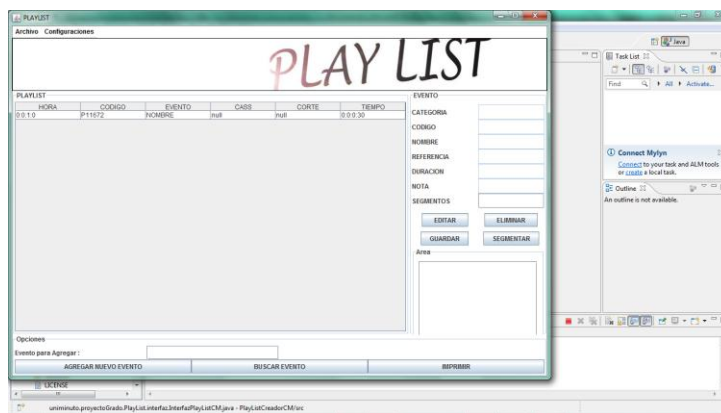 PLAYLIST
Archivo Configuraciones
PLAY LIST
PLAYLIST
HORA CODIGO EVENTO CASS CORTE TIEMPO
0:0:1:0 P11672 NOMBRE null null 0:0:0:30
EVENTO
CATEGORIA
CODIGO
NOMBRE
REFERENCIA
DURACION
NOTA
SEGMENTOS
EDITAR ELIMINAR
GUARDAR SEGMENTAR
Area
Opciones
Evento para Agregar :
AGREGAR NUEVO EVENTO BUSCAR EVENTO IMPRIMIR
Java
Task List
Find All Activate...
Connect Mylyn
Connect to your task and ALM tools
or create a local task.
Outline
An outline is not available.
LICENSE
uniminuto.proyectoGrado.PlayList.interfaz.InterfazPlayListCM.java - PlayListCreadorCM/src